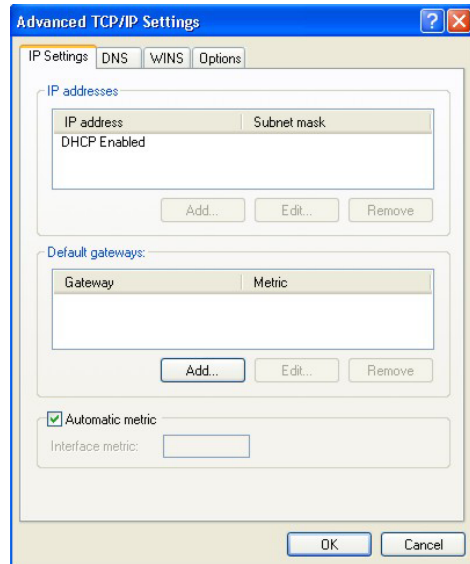 Advanced TCP/IP Settings
IP Settings DNS WINS Options
IP addresses
IP address Subnet mask
DHCP Enabled
Add... Edit... Remove
Default gateways:
Gateway Metric
Add... Edit... Remove
Automatic metric
Interface metric:
OK Cancel